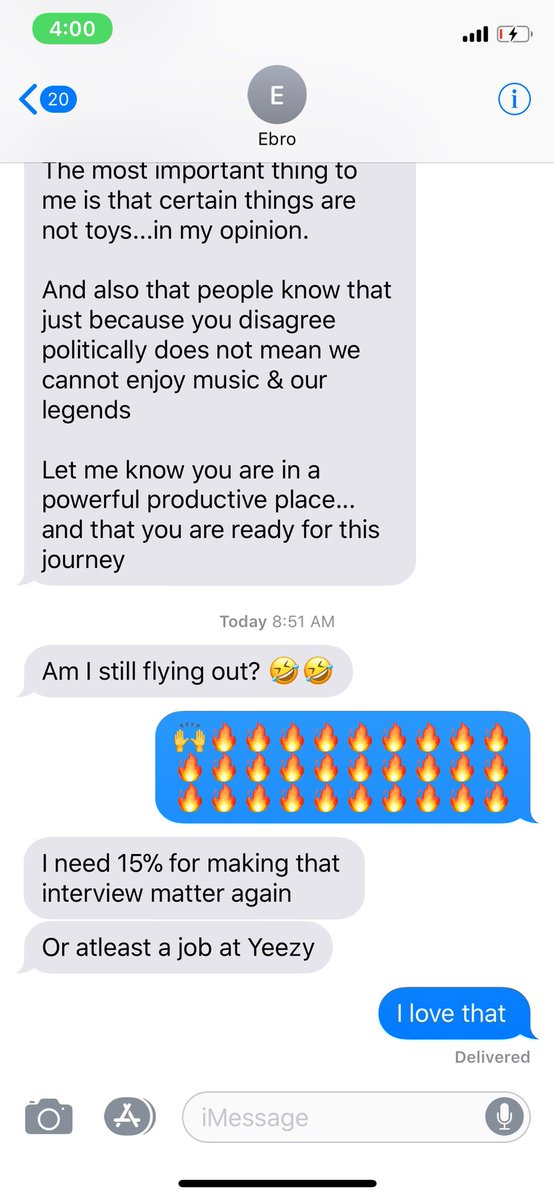 4:00
20
E
Ebro
The most important thing to
me is that certain things are
not toys...in my opinion.
And also that people know that
just because you disagree
politically does not mean we
cannot enjoy music & our
legends
Let me know you are in a
powerful productive place...
and that you are ready for this
journey
Today 8:51 AM
Am I still flying out? 🤣🤣
🙌🔥🔥🔥🔥🔥🔥🔥🔥🔥
🔥🔥🔥🔥🔥🔥🔥🔥🔥🔥
🔥🔥🔥🔥🔥🔥🔥🔥🔥🔥
I need 15% for making that
interview matter again
Or atleast a job at Yeezy
I love that
Delivered
iMessage